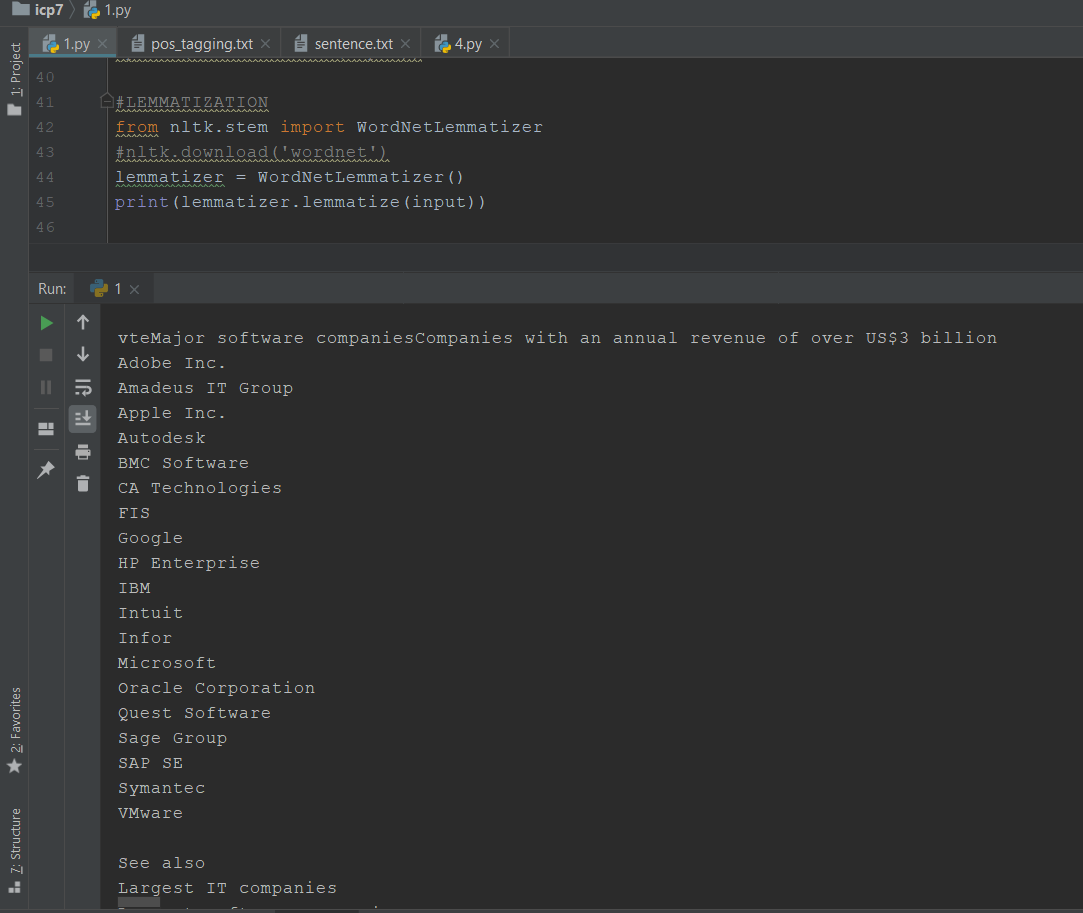 icp7 1.py
1.py pos_tagging.txt sentence.txt 4.py
1: Project
40
41 #LEMMATIZATION
42 from nltk.stem import WordNetLemmatizer
43 #nltk.download('wordnet')
44 lemmatizer = WordNetLemmatizer()
45 print(lemmatizer.lemmatize(input))
46
Run: 1
vteMajor software companiesCompanies with an annual revenue of over US$3 billion
Adobe Inc.
Amadeus IT Group
Apple Inc.
Autodesk
BMC Software
CA Technologies
FIS
Google
HP Enterprise
IBM
Intuit
Infor
Microsoft
Oracle Corporation
Quest Software
Sage Group
SAP SE
Symantec
VMware
See also
Largest IT companies
2: Favorites
7: Structure